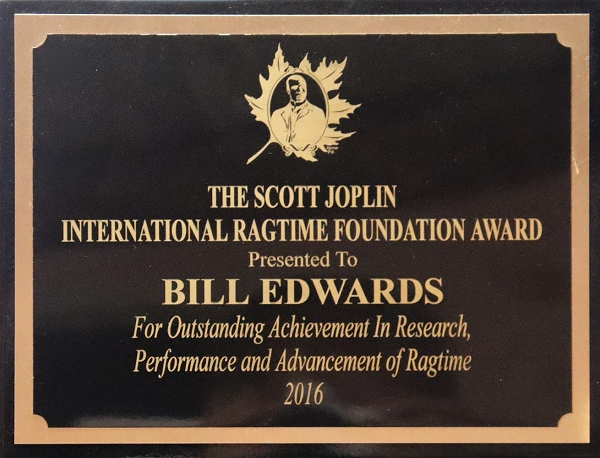 THE SCOTT JOPLIN
INTERNATIONAL RAGTIME FOUNDATION AWARD
Presented To
BILL EDWARDS
For Outstanding Achievement In Research,
Performance and Advancement of Ragtime
2016